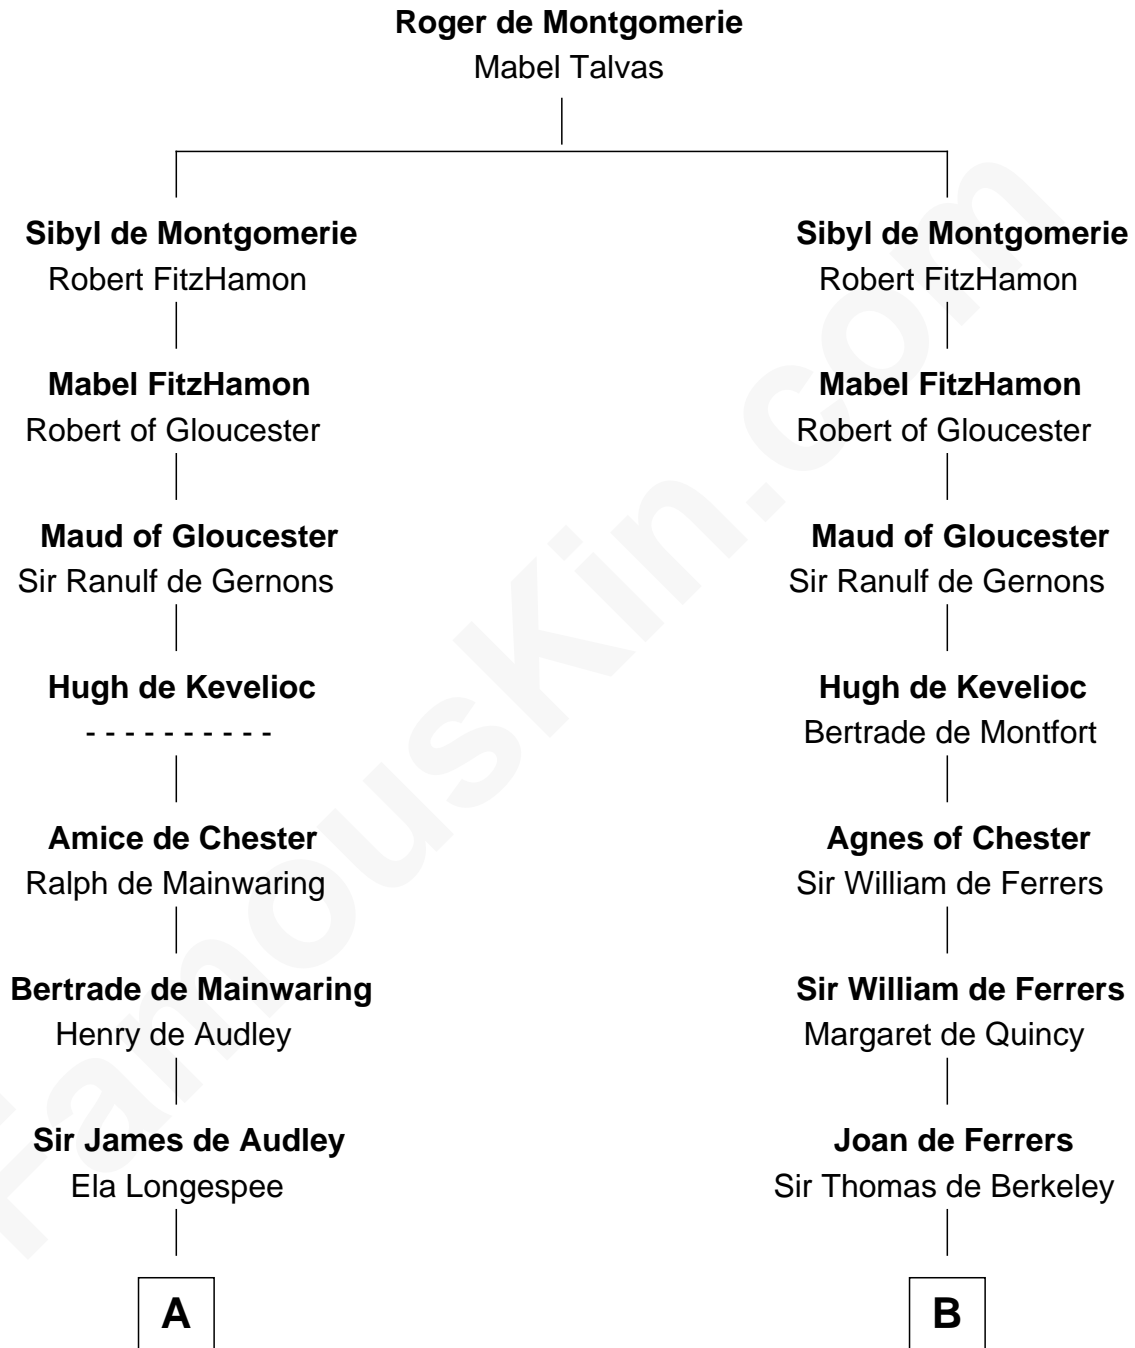 Roger de Montgomerie
Mabel Talvas
Sibyl de Montgomerie
Robert FitzHamon
Mabel FitzHamon
Robert of Gloucester
Maud of Gloucester
Sir Ranulf de Gernons
Hugh de Kevelioc
- - - - - - - - - -
Amice de Chester
Ralph de Mainwaring
Bertrade de Mainwaring
Henry de Audley
Sir James de Audley
Ela Longespee
A
Sibyl de Montgomerie
Robert FitzHamon
Mabel FitzHamon
Robert of Gloucester
Maud of Gloucester
Sir Ranulf de Gernons
Hugh de Kevelioc
Bertrade de Montfort
Agnes of Chester
Sir William de Ferrers
Sir William de Ferrers
Margaret de Quincy
Joan de Ferrers
Sir Thomas de Berkeley
B
FamousKin.com